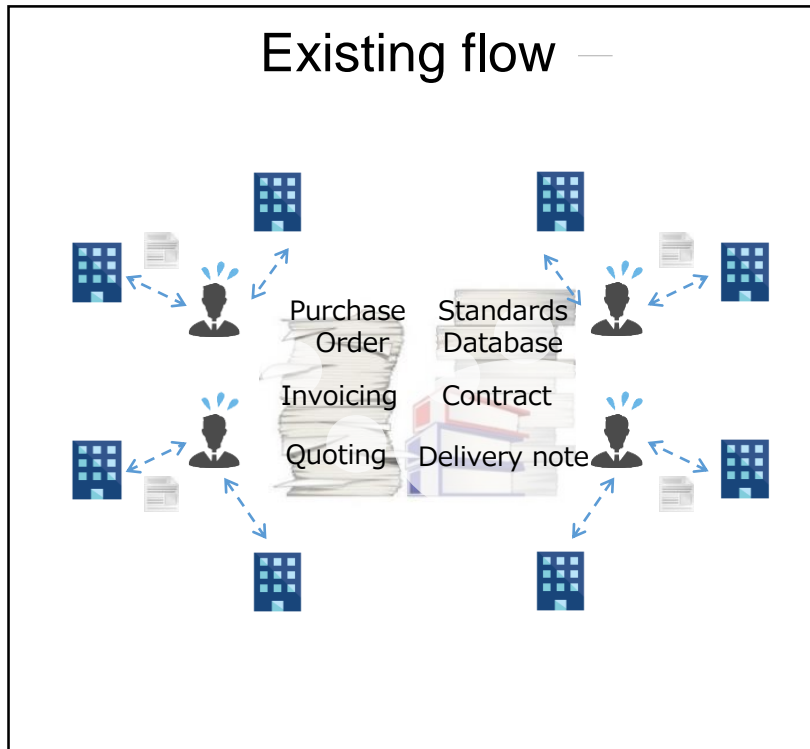 Existing flow
Purchase
Order
Standards
Database
Invoicing
Contract
Quoting
Delivery note